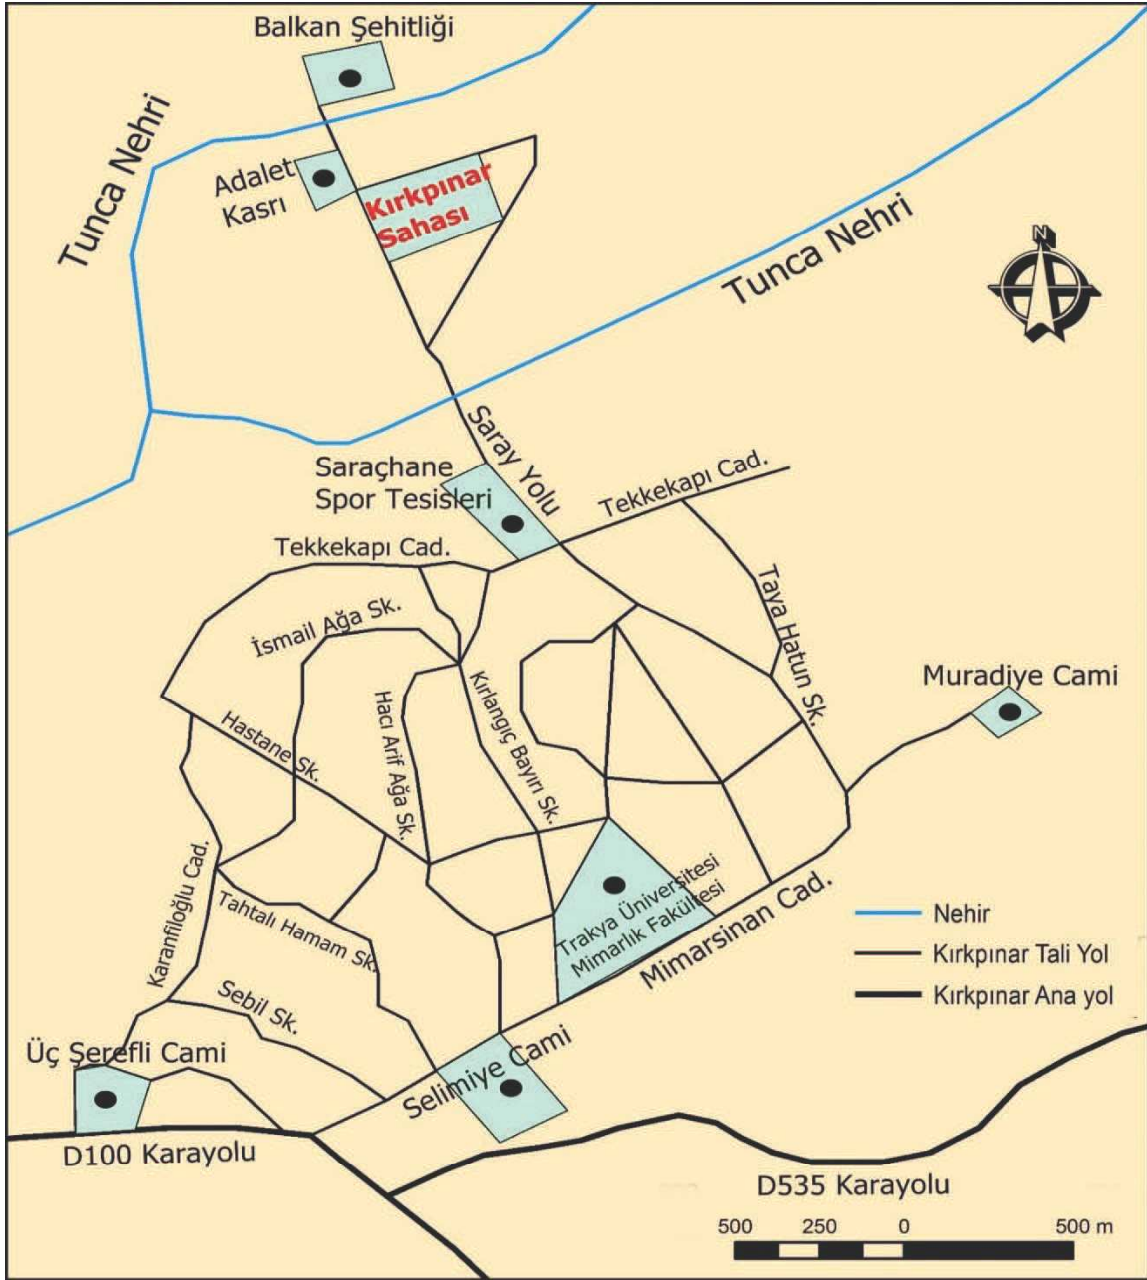 Balkan Şehitliği
Tunca Nehri
Adalet
Kasrı
Kırkpınar
Sahası
Tunca Nehri
N
Saray Yolu
Saraçhane
Spor Tesisleri
Tekkekapı Cad.
Tekkekapı Cad.
İsmail Ağa Sk.
Taya Hatun Sk.
Muradiye Cami
Hastane Sk.
Hacı Arif Ağa Sk.
Kırlangıç Bayırı Sk.
Karanfiloğlu Cad.
Tahtalı Hamam Sk.
Trakya Üniversitesi
Mimarlık Fakültesi
Mimarsinan Cad.
Nehir
Kırkpınar Tali Yol
Kırkpınar Ana yol
Sebil Sk.
Üç Şerefli Cami
Selimiye Cami
D100 Karayolu
D535 Karayolu
500 250 0 500 m